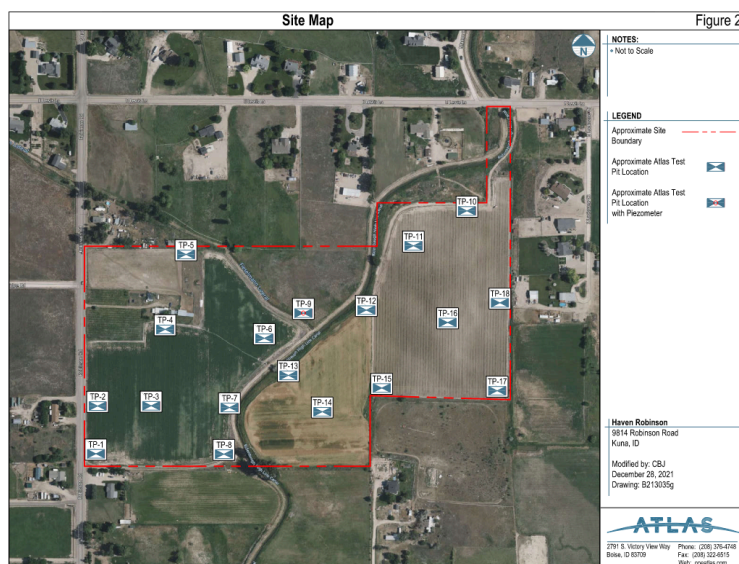 Site Map
Figure 2
N
NOTES:
• Not to Scale
LEGEND
Approximate Site
Boundary
Approximate Atlas Test
Pit Location
Approximate Atlas Test
Pit Location
with Piezometer
TP-10
TP-11
TP-5
TP-9
TP-12
TP-18
TP-4
TP-6
TP-16
TP-13
TP-2
TP-3
TP-7
TP-14
TP-15
TP-17
TP-1
TP-8
Haven Robinson
9814 Robinson Road
Kuna, ID
Modified by: CBJ
December 28, 2021
Drawing: B213035g
ATLAS
2791 S. Victory View Way
Boise, ID 83709
Phone: (208) 376-4748
Fax: (208) 322-6515
Web: oneatlas.com